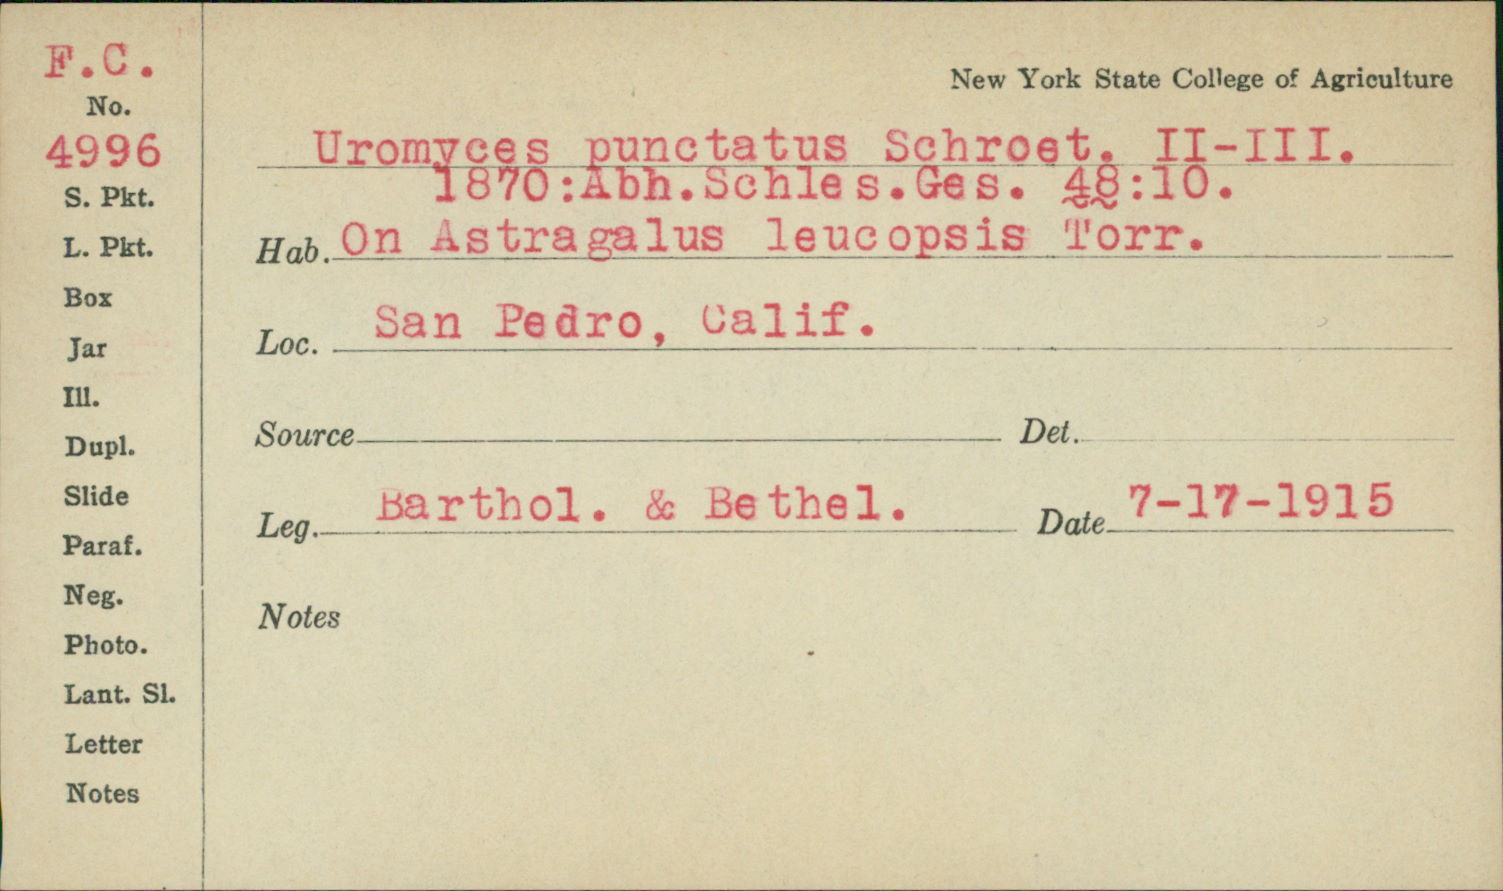 F.C.
No.
4996
S. Pkt.
L. Pkt.
Box
Jar
Ill.
Dupl.
Slide
Paraf.
Neg.
Photo.
Lant. Sl.
Letter
Notes
New York State College of Agriculture
Uromyces punctatus Schroet. II-III.
1870:Abh.Schles.Ges. 48:10.
Hab. On Astragalus leucopsis Torr.
Loc. San Pedro, Calif.
Source Det.
Leg. Barthol. & Bethel. Date 7-17-1915
Notes